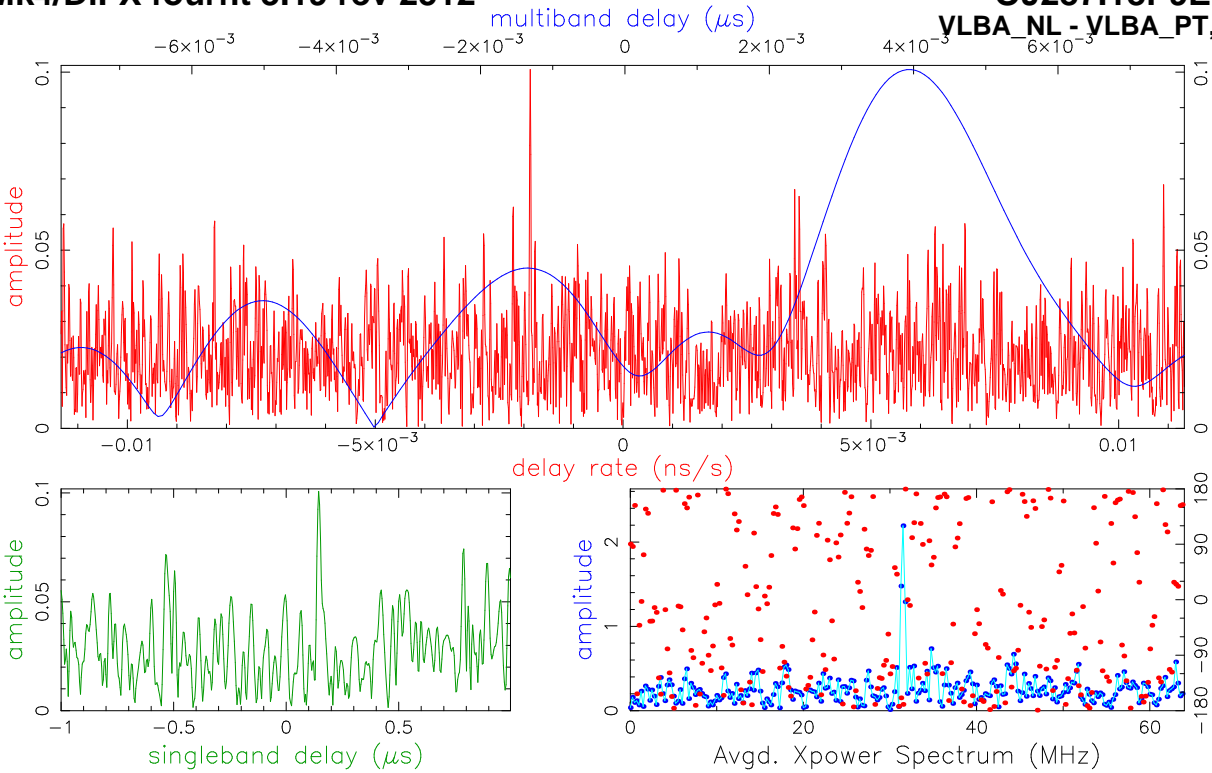 multiband delay (μs)
VLBA_NL - VLBA_PT,
−6×10⁻³ −4×10⁻³ −2×10⁻³ 0 2×10⁻³ 4×10⁻³ 6×10⁻³
0.1 0.1
0.05 0.05
0 0
amplitude
−0.01 −5×10⁻³ 0 5×10⁻³ 0.01
delay rate (ns/s)
0.1
0.05
0
amplitude
−1 −0.5 0 0.5
singleband delay (μs)
2
1
0
amplitude
180
90
0
−90
−180
0 20 40 60
Avgd. Xpower Spectrum (MHz)